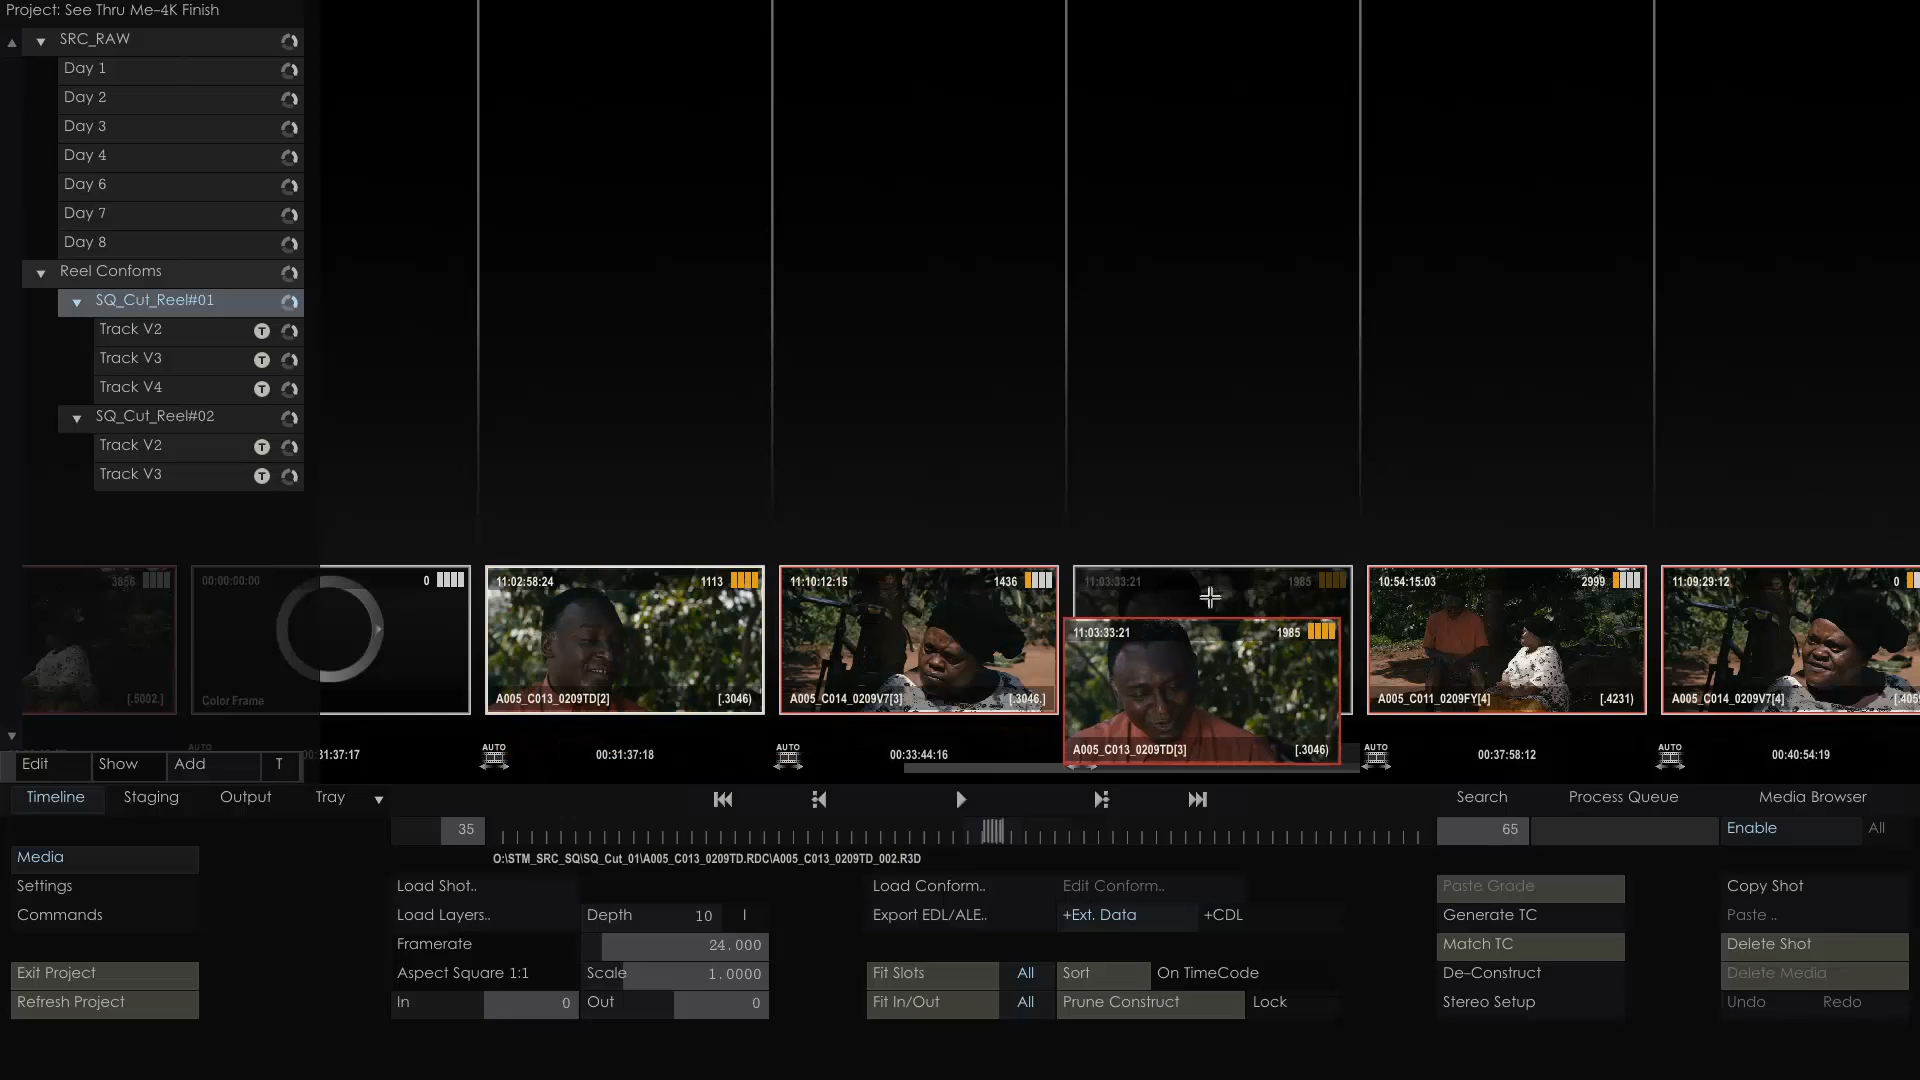 Project: See Thru Me-4K Finish
SRC_RAW
Day 1
Day 2
Day 3
Day 4
Day 6
Day 7
Day 8
Reel Confoms
SQ_Cut_Reel#01
Track V2 T
Track V3 T
Track V4 T
SQ_Cut_Reel#02
Track V2 T
Track V3 T
3856
[.5002.]
00:00:00:00 0
Color Frame
11:02:58:24 1113
A005_C013_0209TD[2] [.3046)
11:10:12:15 1436
A005_C014_0209V7[3] [.3046.]
11:03:33:21 1985
11:03:33:21 1985
A005_C013_0209TD[3] [.3046)
10:54:15:03 2999
A005_C011_0209FY[4] [.4231)
11:09:29:12 0
A005_C014_0209V7[4]
AUTO 31:37:17 AUTO 00:31:37:18 AUTO 00:33:44:16 AUTO 00:37:58:12 AUTO 00:40:54:19
Edit Show Add T
Timeline Staging Output Tray Search Process Queue Media Browser
35 65 Enable All
O:\STM_SRC_SQ\SQ_Cut_01\A005_C013_0209TD.RDC\A005_C013_0209TD_002.R3D
Media
Settings
Commands
Exit Project
Refresh Project
Load Shot..
Load Layers.. Depth 10 I
Framerate 24.000
Aspect Square 1:1 Scale 1.0000
In 0 Out 0
Load Conform.. Edit Conform..
Export EDL/ALE.. +Ext. Data +CDL
Fit Slots All Sort On TimeCode
Fit In/Out All Prune Construct Lock
Paste Grade
Generate TC
Match TC
De-Construct
Stereo Setup
Copy Shot
Paste ..
Delete Shot
Delete Media
Undo Redo